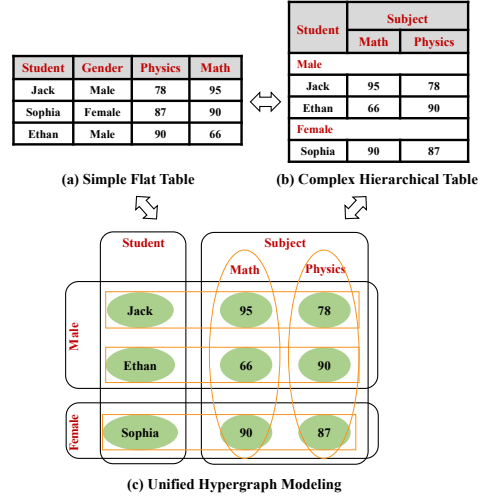 Student Gender Physics Math
Jack Male 78 95
Sophia Female 87 90
Ethan Male 90 66
(a) Simple Flat Table
Student Subject
Math Physics
Male
Jack 95 78
Ethan 66 90
Female
Sophia 90 87
(b) Complex Hierarchical Table
Student Subject
Math Physics
Male
Jack 95 78
Ethan 66 90
Female
Sophia 90 87
(c) Unified Hypergraph Modeling